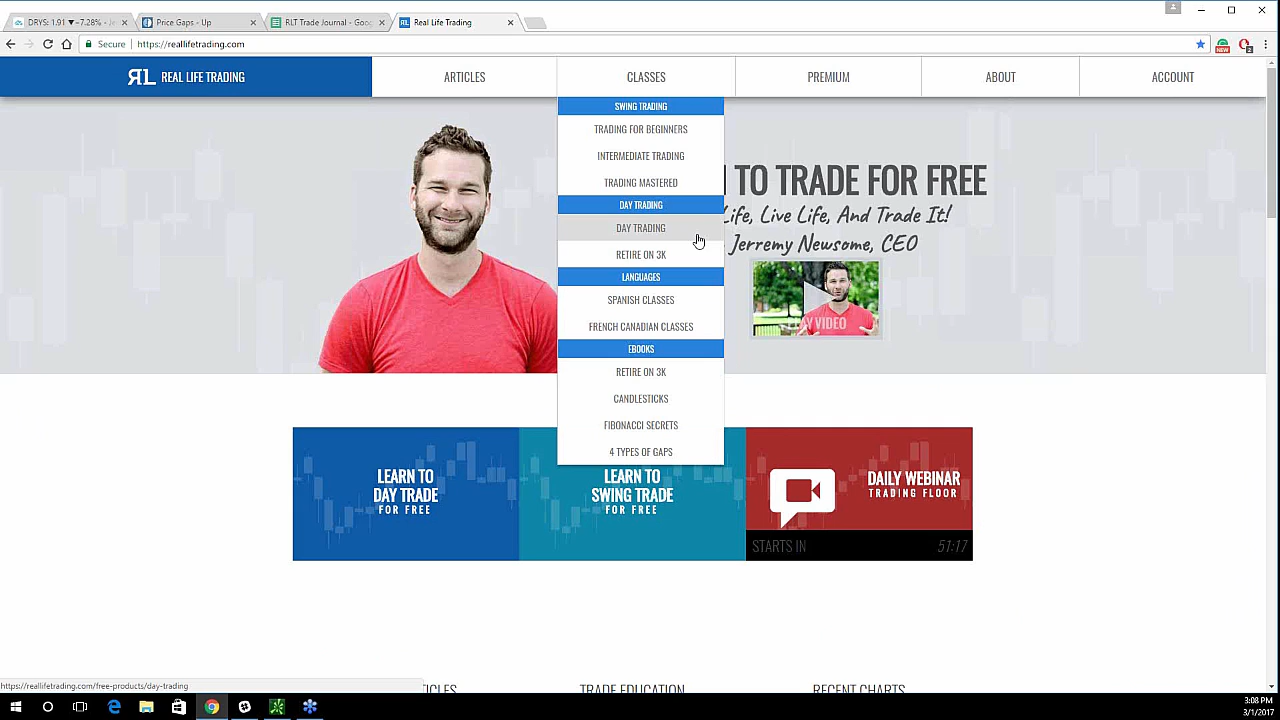 DRYS: 1.91 ▼-7.28% - Je
Price Gaps - Up
RLT Trade Journal - Goog
Real Life Trading
Secure
https://reallifetrading.com
RL REAL LIFE TRADING
ARTICLES
CLASSES
PREMIUM
ABOUT
ACCOUNT
SWING TRADING
TRADING FOR BEGINNERS
INTERMEDIATE TRADING
TRADING MASTERED
DAY TRADING
DAY TRADING
RETIRE ON 3K
LANGUAGES
SPANISH CLASSES
FRENCH CANADIAN CLASSES
EBOOKS
RETIRE ON 3K
CANDLESTICKS
FIBONACCI SECRETS
4 TYPES OF GAPS
TO TRADE FOR FREE
Life, Live Life, And Trade It!
Jerremy Newsome, CEO
VIDEO
LEARN TO
DAY TRADE
FOR FREE
LEARN TO
SWING TRADE
FOR FREE
DAILY WEBINAR
TRADING FLOOR
STARTS IN 51:17
https://reallifetrading.com/free-products/day-trading
TRADE EDUCATION
RECENT CHARTS
3:08 PM
3/1/2017